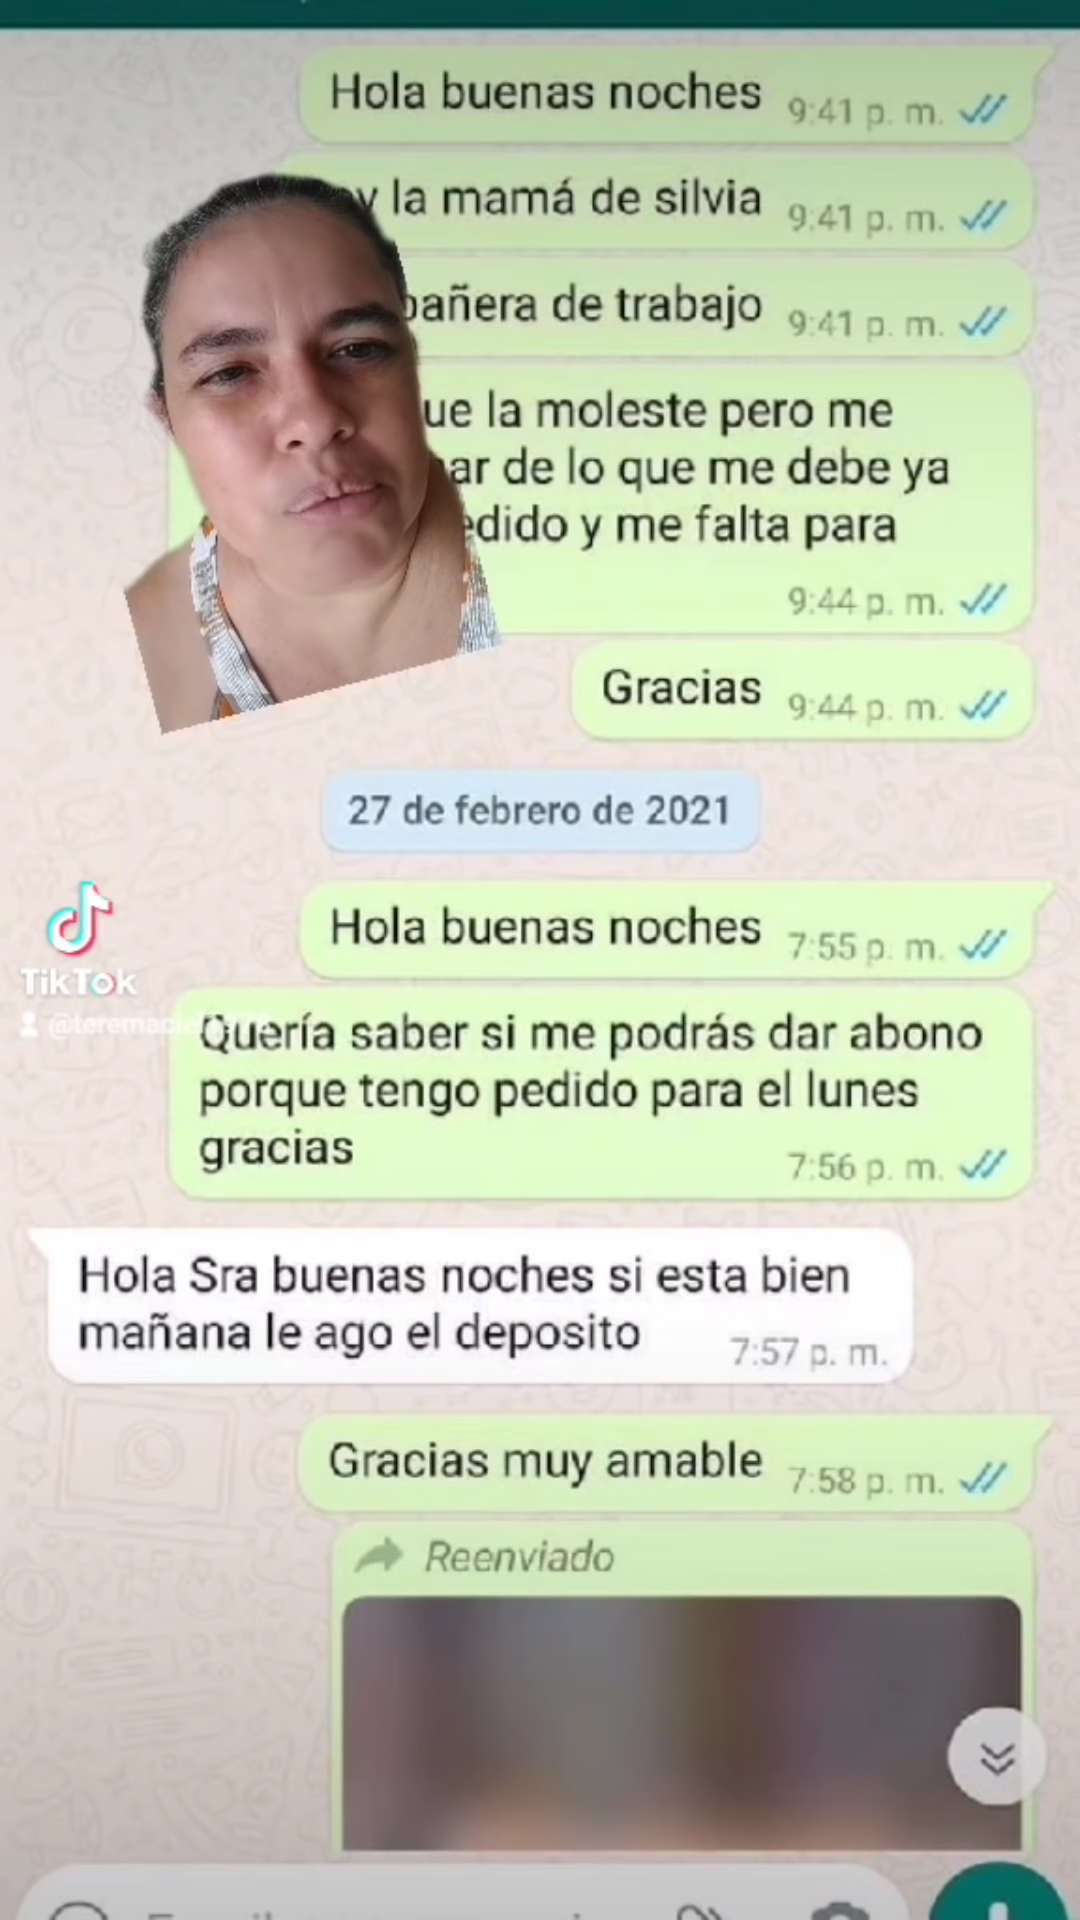 Hola buenas noches 9:41 p. m.
la mamá de silvia 9:41 p. m.
de trabajo 9:41 p. m.
la moleste pero me
de lo que me debe ya
y me falta para
9:44 p. m.
Gracias 9:44 p. m.
27 de febrero de 2021
Hola buenas noches 7:55 p. m.
TikTok
Quería saber si me podrás dar abono
porque tengo pedido para el lunes
gracias
7:56 p. m.
Hola Sra buenas noches si esta bien
mañana le ago el deposito
7:57 p. m.
Gracias muy amable 7:58 p. m.
Reenviado